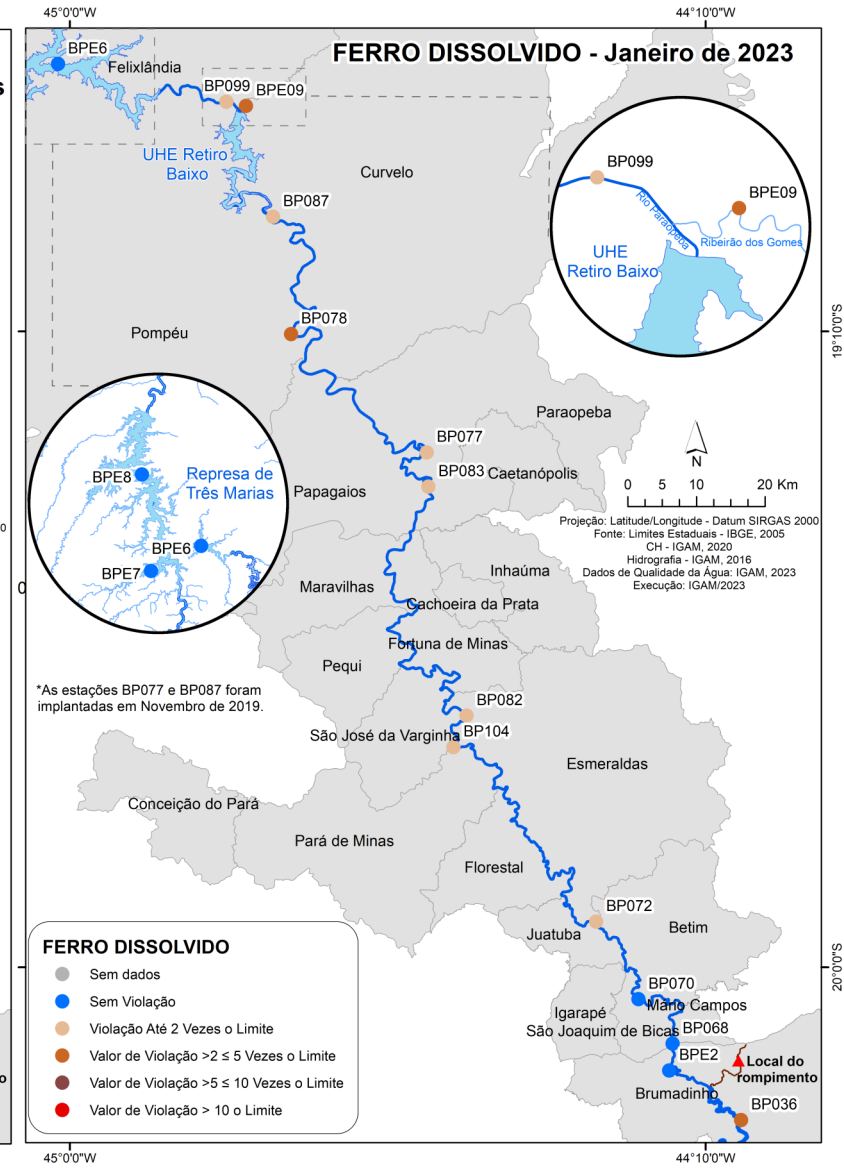 45°0'0"W
44°10'0"W
FERRO DISSOLVIDO - Janeiro de 2023
BPE6
Felixlândia
BP099
BPE09
UHE Retiro
Baixo
Curvelo
BP087
BP099
BPE09
Rio Paraopeba
Ribeirão dos Gomes
UHE
Retiro Baixo
BP078
Pompéu
19°10'0"S
Paraopeba
BP077
BP083
Caetanópolis
N
BPE8
Represa de
Três Marias
BPE6
BPE7
Papagaios
0 5 10 20 Km
Projeção: Latitude/Longitude - Datum SIRGAS 2000
Fonte: Limites Estaduais - IBGE, 2005
CH - IGAM, 2020
Hidrografia - IGAM, 2016
Dados de Qualidade da Água: IGAM, 2023
Execução: IGAM/2023
Inhaúma
Maravilhas
Cachoeira da Prata
Fortuna de Minas
Pequi
*As estações BP077 e BP087 foram
implantadas em Novembro de 2019.
BP082
São José da Varginha
BP104
Esmeraldas
Conceição do Pará
Pará de Minas
Florestal
BP072
Juatuba
Betim
20°0'0"S
BP070
Mário Campos
Igarapé
São Joaquim de Bicas
BP068
BPE2
Local do
rompimento
Brumadinho
BP036
FERRO DISSOLVIDO
Sem dados
Sem Violação
Violação Até 2 Vezes o Limite
Valor de Violação >2 ≤ 5 Vezes o Limite
Valor de Violação >5 ≤ 10 Vezes o Limite
Valor de Violação > 10 o Limite
45°0'0"W
44°10'0"W